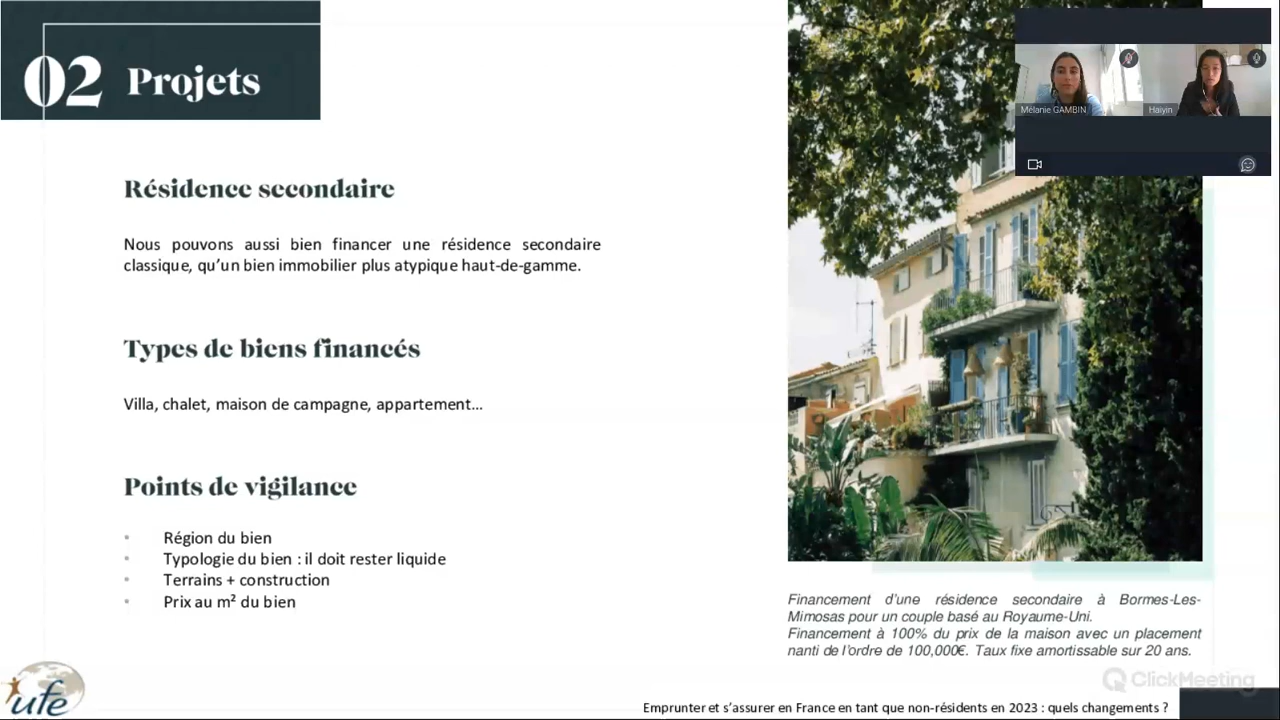 02 Projets
Mélanie GAMBIN
Haiyin
Résidence secondaire
Nous pouvons aussi bien financer une résidence secondaire
classique, qu'un bien immobilier plus atypique haut-de-gamme.
Types de biens financés
Villa, chalet, maison de campagne, appartement...
Points de vigilance
• Région du bien
• Typologie du bien : il doit rester liquide
• Terrains + construction
• Prix au m² du bien
Financement d'une résidence secondaire à Bormes-Les-
Mimosas pour un couple basé au Royaume-Uni.
Financement à 100% du prix de la maison avec un placement
nanti de l'ordre de 100,000€. Taux fixe amortissable sur 20 ans.
ClickMeeting
ufe
Emprunter et s'assurer en France en tant que non-résidents en 2023 : quels changements ?